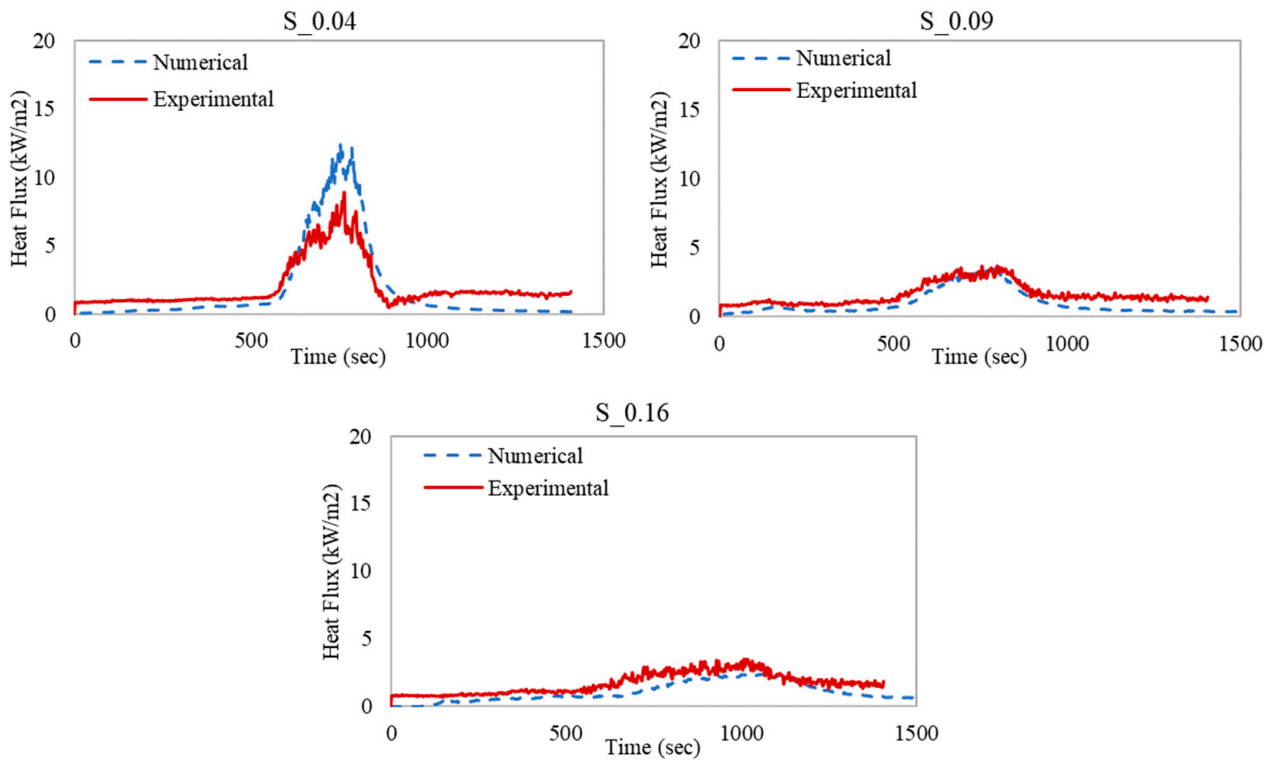 S_0.04
20
15
10
5
0
Heat Flux (kW/m2)
Numerical
Experimental
0
500
1000
1500
Time (sec)
S_0.09
20
15
10
5
0
Heat Flux (kW/m2)
Numerical
Experimental
0
500
1000
1500
Time (sec)
S_0.16
20
15
10
5
0
Heat Flux (kW/m2)
Numerical
Experimental
0
500
1000
1500
Time (sec)